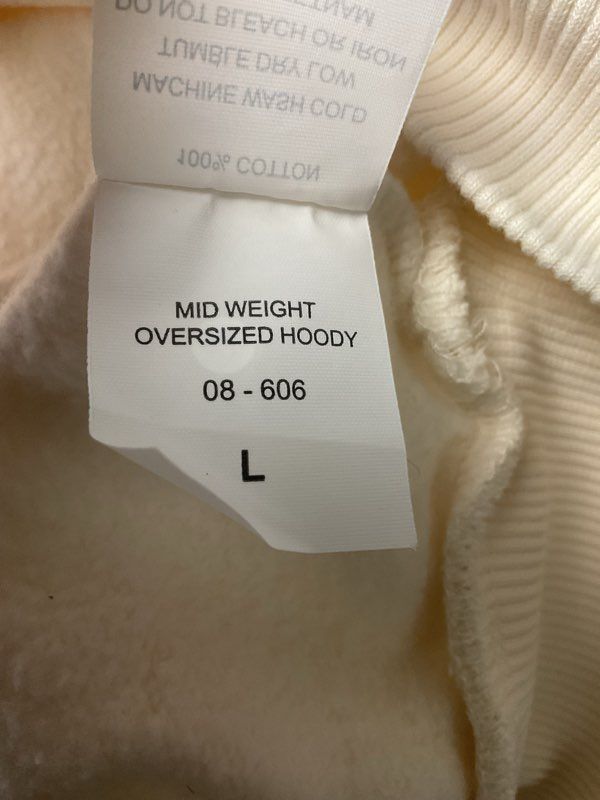 100% COTTON
MACHINE WASH COLD
TUMBLE DRY LOW
DO NOT BLEACH OR IRON
MID WEIGHT
OVERSIZED HOODY
08 - 606
L